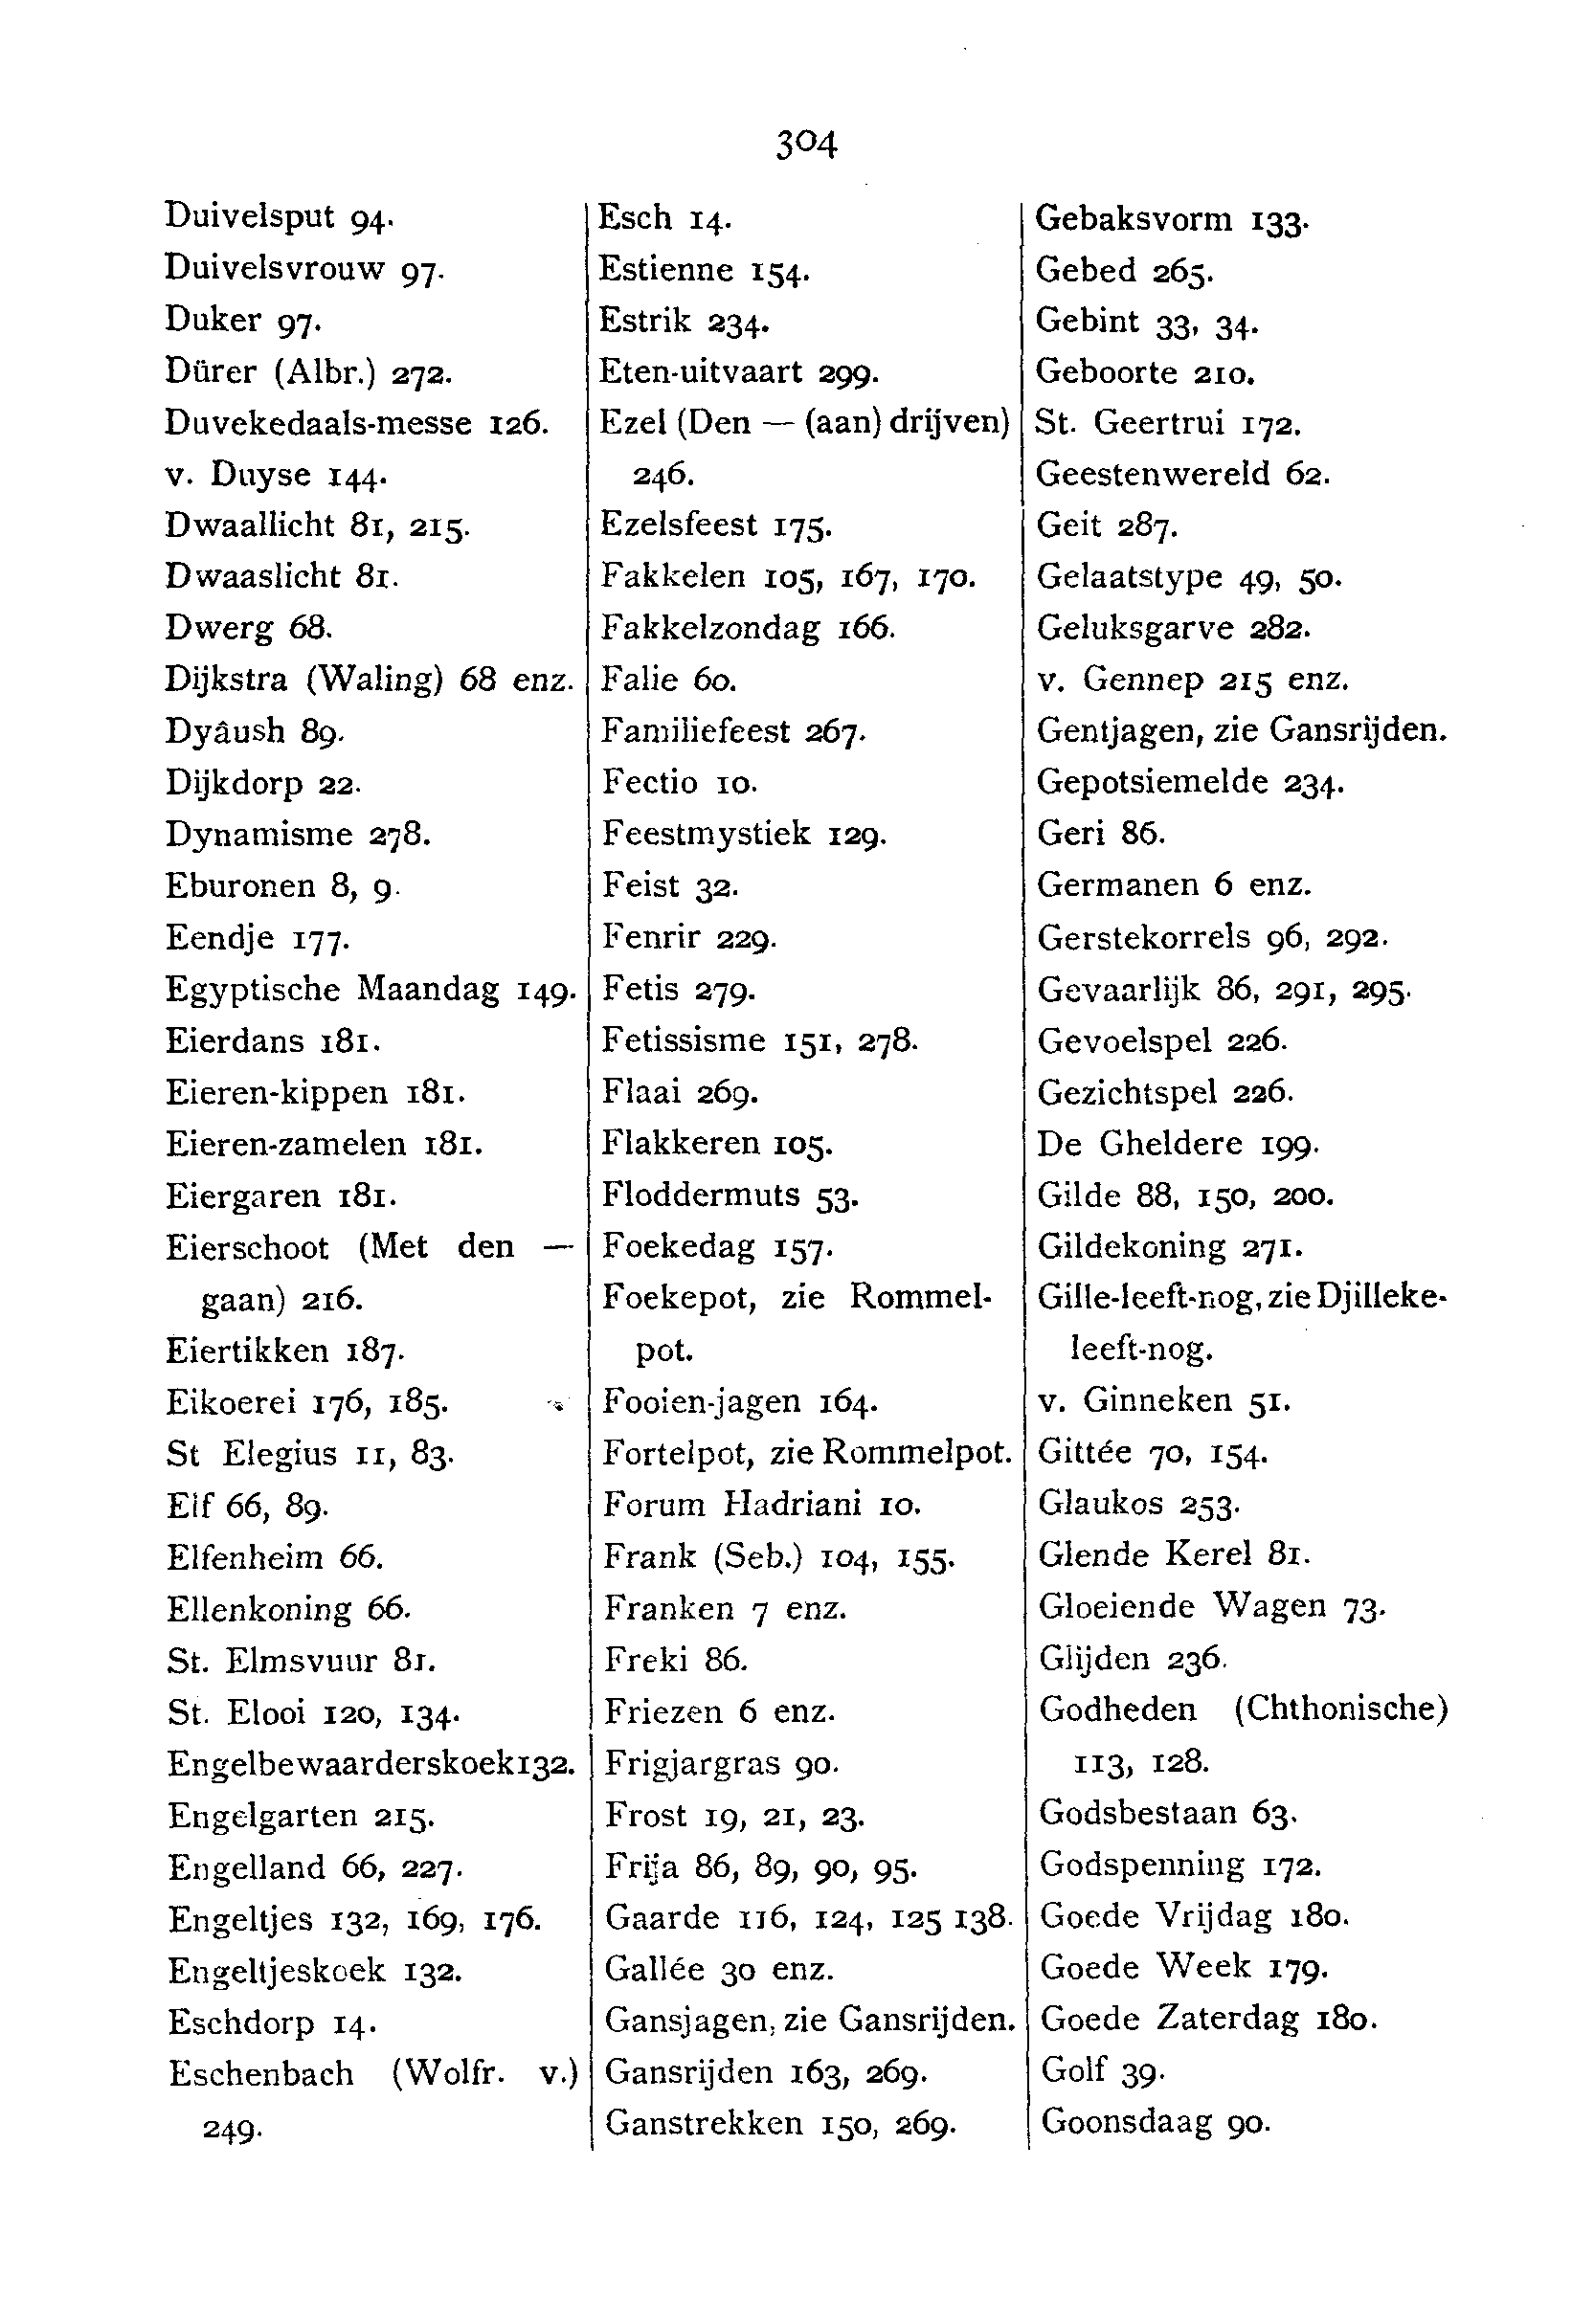 304
Duivelsput 94.
Duivelsvrouw 97.
Duker 97.
Dürer (Albr.) 272.
Duvekedaals-messe 126.
v. Duyse 144.
Dwaallicht 81, 215.
Dwaaslicht 81.
Dwerg 68.
Dijkstra (Waling) 68 enz.
Dyâush 89.
Dijkdorp 22.
Dynamisme 278.
Eburonen 8, 9.
Eendje 177.
Egyptische Maandag 149.
Eierdans 181.
Eieren-kippen 181.
Eieren-zamelen 181.
Eiergaren 181.
Eierschoot (Met den —
gaan) 216.
Eiertikken 187.
Eikoerei 176, 185.
St Elegius 11, 83.
Elf 66, 89.
Elfenheim 66.
Ellenkoning 66.
St. Elmsvuur 81.
St. Elooi 120, 134.
Engelbewaarderskoek132.
Engelgarten 215.
Engelland 66, 227.
Engeltjes 132, 169, 176.
Engeltjeskoek 132.
Eschdorp 14.
Eschenbach (Wolfr. v.)
249.
Esch 14.
Estienne 154.
Estrik 234.
Eten-uitvaart 299.
Ezel (Den — (aan) drijven)
246.
Ezelsfeest 175.
Fakkelen 105, 167, 170.
Fakkelzondag 166.
Falie 60.
Familiefeest 267.
Fectio 10.
Feestmystiek 129.
Feist 32.
Fenrir 229.
Fetis 279.
Fetissisme 151, 278.
Flaai 269.
Flakkeren 105.
Floddermuts 53.
Foekedag 157.
Foekepot, zie Rommel-
pot.
Fooien-jagen 164.
Fortelpot, zie Rommelpot.
Forum Hadriani 10.
Frank (Seb.) 104, 155.
Franken 7 enz.
Freki 86.
Friezen 6 enz.
Frigjargras 90.
Frost 19, 21, 23.
Frija 86, 89, 90, 95.
Gaarde 116, 124, 125 138.
Gallée 30 enz.
Gansjagen, zie Gansrijden.
Gansrijden 163, 269.
Ganstrekken 150, 269.
Gebaksvorm 133.
Gebed 265.
Gebint 33, 34.
Geboorte 210.
St. Geertrui 172.
Geestenwereld 62.
Geit 287.
Gelaatstype 49, 50.
Geluksgarve 282.
v. Gennep 215 enz.
Gentjagen, zie Gansrijden.
Gepotsiemelde 234.
Geri 86.
Germanen 6 enz.
Gerstekorrels 96, 292.
Gevaarlijk 86, 291, 295.
Gevoelspel 226.
Gezichtspel 226.
De Gheldere 199.
Gilde 88, 150, 200.
Gildekoning 271.
Gille-leeft-nog, zie Djilleke-
leeft-nog.
v. Ginneken 51.
Gittée 70, 154.
Glaukos 253.
Glende Kerel 81.
Gloeiende Wagen 73.
Glijden 236.
Godheden (Chthonische)
113, 128.
Godsbestaan 63.
Godspenning 172.
Goede Vrijdag 180.
Goede Week 179.
Goede Zaterdag 180.
Golf 39.
Goonsdaag 90.